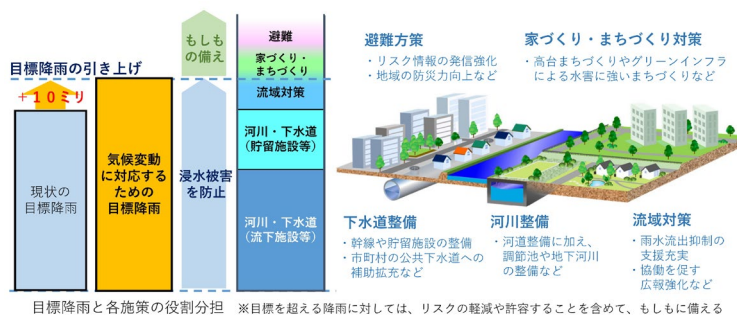 目標降雨の引き上げ
+10ミリ
現状の
目標降雨
気候変動
に対応する
ための
目標降雨
もしも
の備え
浸水被害
を防止
避難
家づくり・
まちづくり
流域対策
河川・下水道
(貯留施設等)
河川・下水道
(流下施設等)
避難方策
・リスク情報の発信強化
・地域の防災力向上など
家づくり・まちづくり対策
・高台まちづくりやグリーンインフラ
による水害に強いまちづくりなど
下水道整備
・幹線や貯留施設の整備
・市町村の公共下水道への
補助拡充など
河川整備
・河道整備に加え、
調節池や地下河川
の整備など
流域対策
・雨水流出抑制の
支援充実
・協働を促す
広報強化など
目標降雨と各施策の役割分担 ※目標を超える降雨に対しては、リスクの軽減や許容することを含めて、もしもに備える